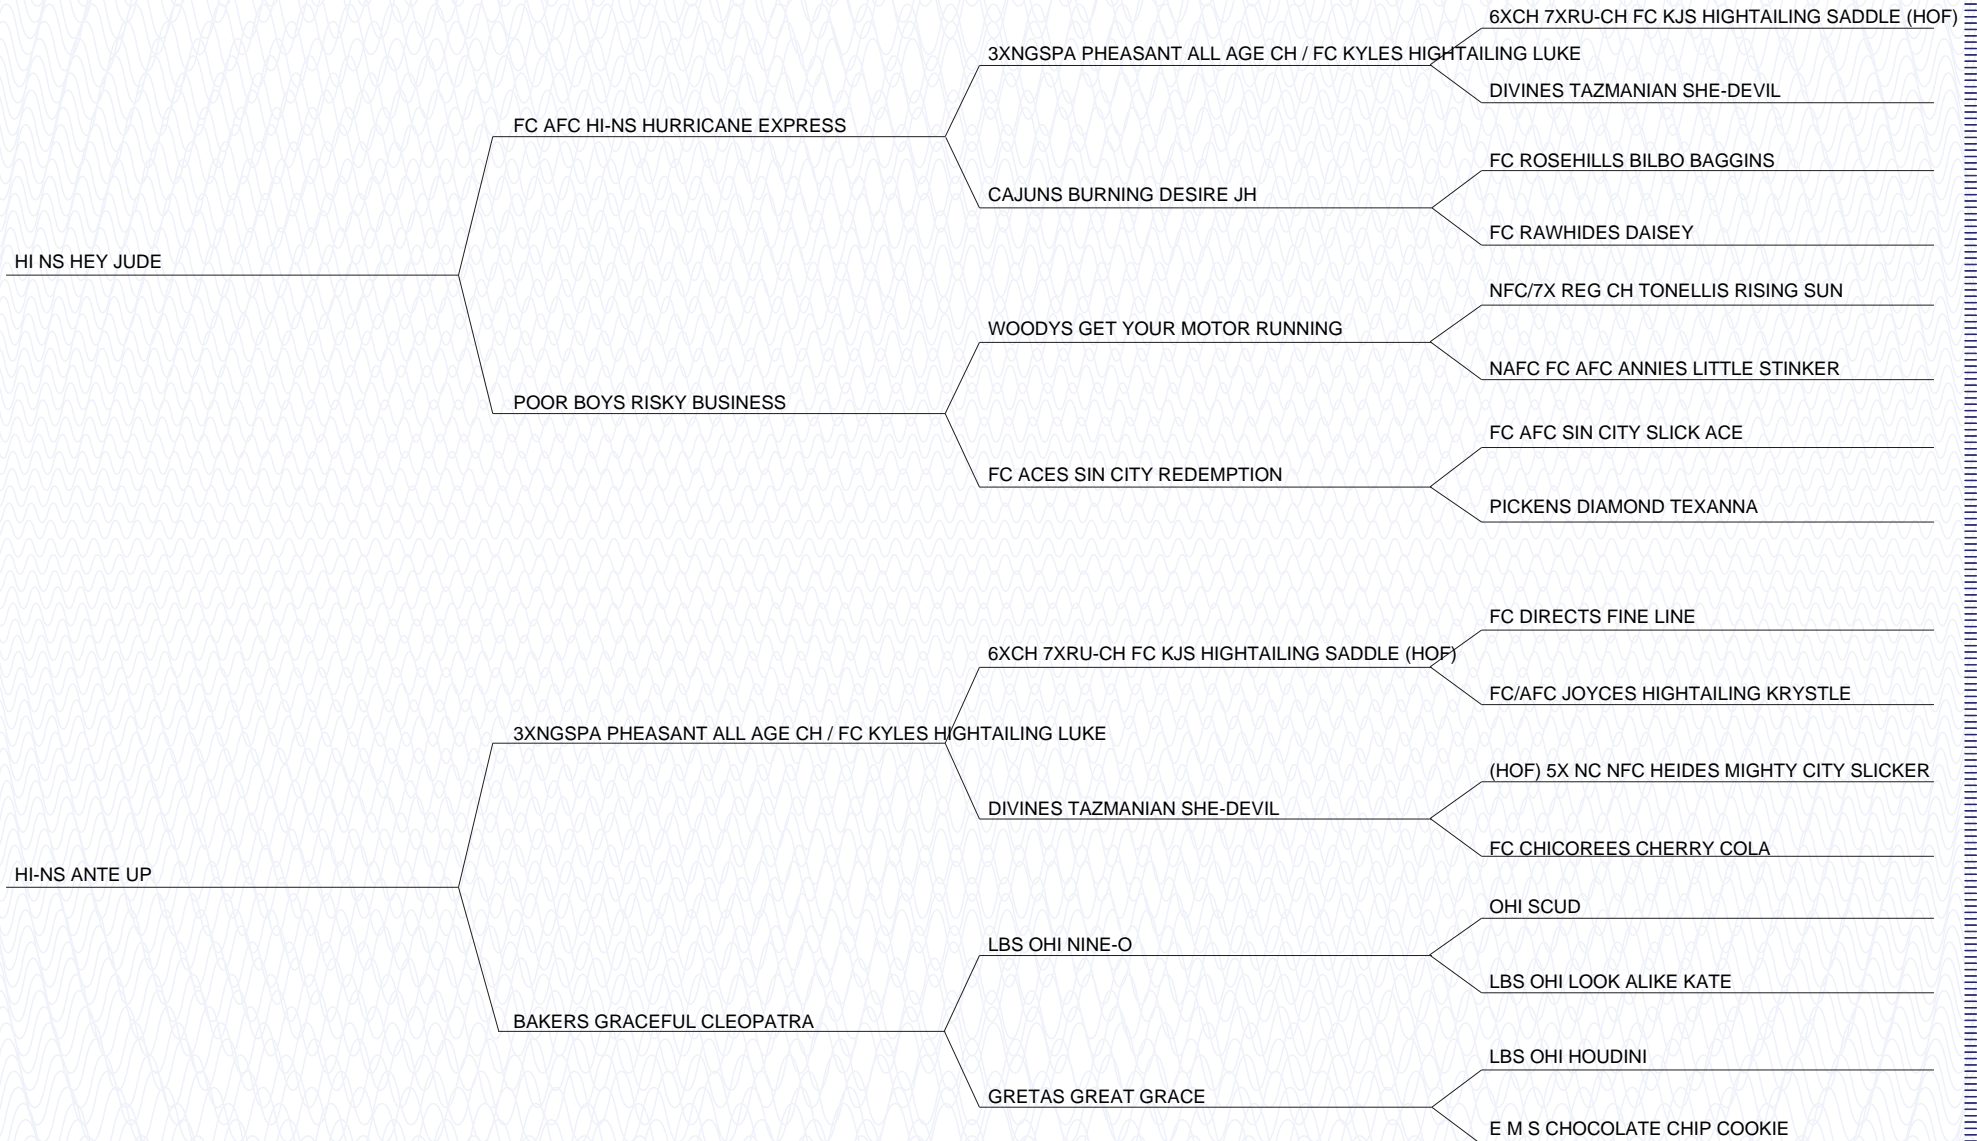 6XCH 7XRU-CH FC KJS HIGHTAILING SADDLE (HOF)
3XNGSPA PHEASANT ALL AGE CH / FC KYLES HIGHTAILING LUKE
DIVINES TAZMANIAN SHE-DEVIL
FC AFC HI-NS HURRICANE EXPRESS
FC ROSEHILLS BILBO BAGGINS
CAJUNS BURNING DESIRE JH
FC RAWHIDES DAISEY
HI NS HEY JUDE
NFC/7X REG CH TONELLIS RISING SUN
WOODYS GET YOUR MOTOR RUNNING
NAFC FC AFC ANNIES LITTLE STINKER
POOR BOYS RISKY BUSINESS
FC AFC SIN CITY SLICK ACE
FC ACES SIN CITY REDEMPTION
PICKENS DIAMOND TEXANNA
FC DIRECTS FINE LINE
6XCH 7XRU-CH FC KJS HIGHTAILING SADDLE (HOF)
FC/AFC JOYCES HIGHTAILING KRYSTLE
3XNGSPA PHEASANT ALL AGE CH / FC KYLES HIGHTAILING LUKE
(HOF) 5X NC NFC HEIDES MIGHTY CITY SLICKER
DIVINES TAZMANIAN SHE-DEVIL
FC CHICOREES CHERRY COLA
HI-NS ANTE UP
OHI SCUD
LBS OHI NINE-O
LBS OHI LOOK ALIKE KATE
BAKERS GRACEFUL CLEOPATRA
LBS OHI HOUDINI
GRETAS GREAT GRACE
E M S CHOCOLATE CHIP COOKIE